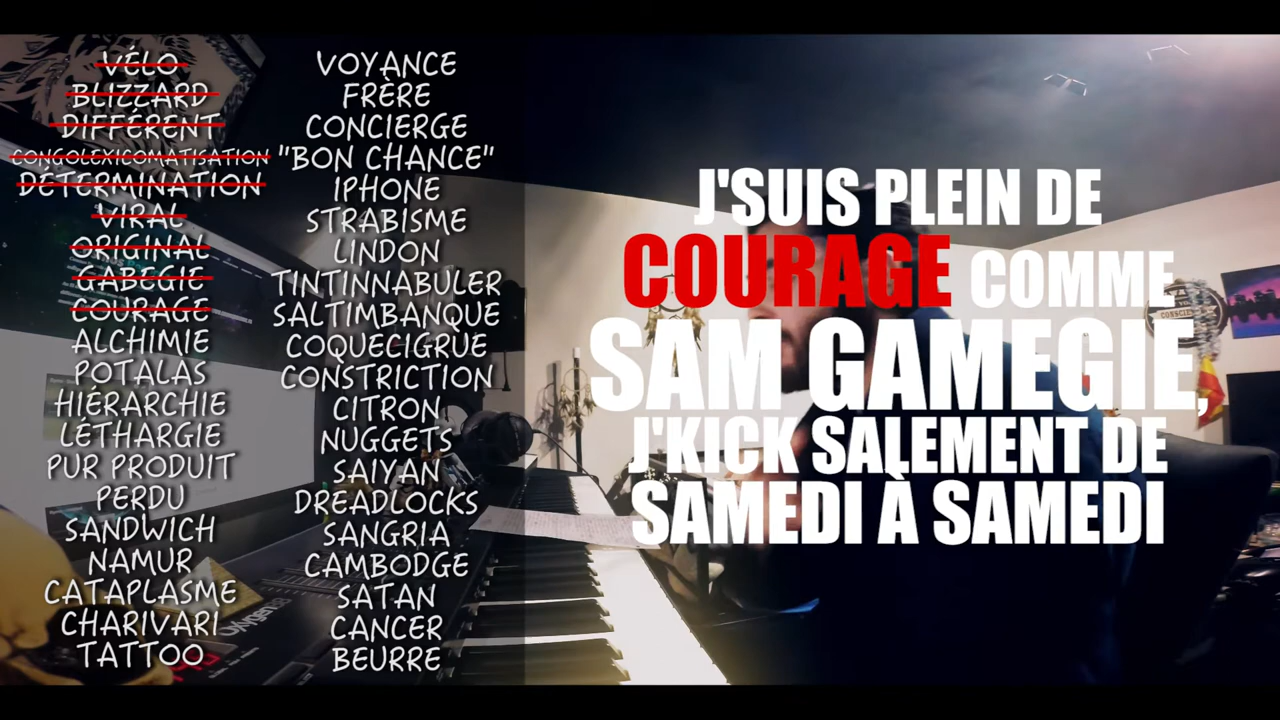 VÉLO
BLIZZARD
DIFFÉRENT
CONGOLEXICOMATISATION
DÉTERMINATION
VIRAL
ORIGINAL
GABEGIE
COURAGE
ALCHIMIE
POTALAS
HIÉRARCHIE
LÉTHARGIE
PUR PRODUIT
PERDU
SANDWICH
NAMUR
CATAPLASME
CHARIVARI
TATTOO
VOYANCE
FRÈRE
CONCIERGE
"BON CHANCE"
IPHONE
STRABISME
LINDON
TINTINNABULER
SALTIMBANQUE
COQUECIGRUE
CONSTRICTION
CITRON
NUGGETS
SAIYAN
DREADLOCKS
SANGRIA
CAMBODGE
SATAN
CANCER
BEURRE
J'SUIS PLEIN DE
COURAGE COMME
SAM GAMEGIE,
J'KICK SALEMENT DE
SAMEDI À SAMEDI